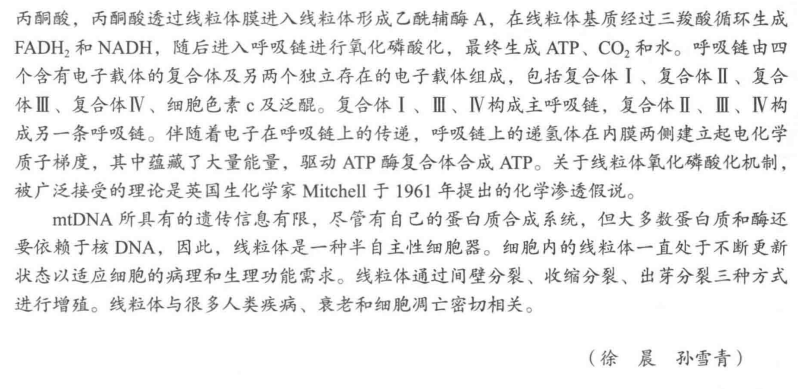 丙酮酸，丙酮酸透过线粒体膜进入线粒体形成乙酰辅酶 A，在线粒体基质经过三羧酸循环生成
FADH₂ 和 NADH，随后进入呼吸链进行氧化磷酸化，最终生成 ATP、CO₂ 和水。呼吸链由四
个含有电子载体的复合体及另两个独立存在的电子载体组成，包括复合体Ⅰ、复合体Ⅱ、复合
体Ⅲ、复合体Ⅳ、细胞色素 c 及泛醌。复合体Ⅰ、Ⅲ、Ⅳ构成主呼吸链，复合体Ⅱ、Ⅲ、Ⅳ构
成另一条呼吸链。伴随着电子在呼吸链上的传递，呼吸链上的递氢体在内膜两侧建立起电化学
质子梯度，其中蕴藏了大量能量，驱动 ATP 酶复合体合成 ATP。关于线粒体氧化磷酸化机制，
被广泛接受的理论是英国生化学家 Mitchell 于 1961 年提出的化学渗透假说。
mtDNA 所具有的遗传信息有限，尽管有自己的蛋白质合成系统，但大多数蛋白质和酶还
要依赖于核 DNA，因此，线粒体是一种半自主性细胞器。细胞内的线粒体一直处于不断更新
状态以适应细胞的病理和生理功能需求。线粒体通过间壁分裂、收缩分裂、出芽分裂三种方式
进行增殖。线粒体与很多人类疾病、衰老和细胞凋亡密切相关。
（徐　晨　孙雪青）